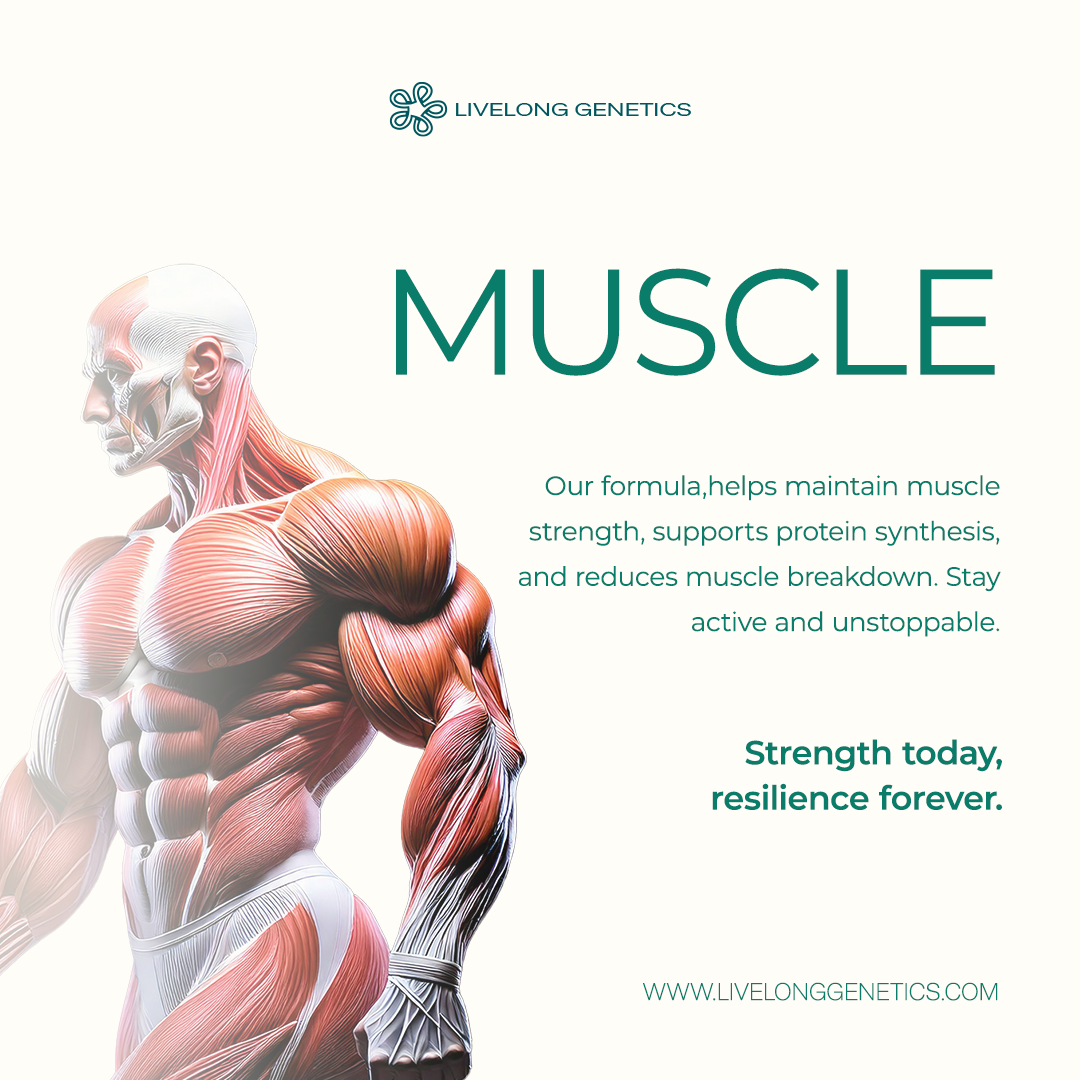 LIVELONG GENETICS
MUSCLE
Our formula,helps maintain muscle
strength, supports protein synthesis,
and reduces muscle breakdown. Stay
active and unstoppable.
Strength today,
resilience forever.
WWW.LIVELONGGENETICS.COM